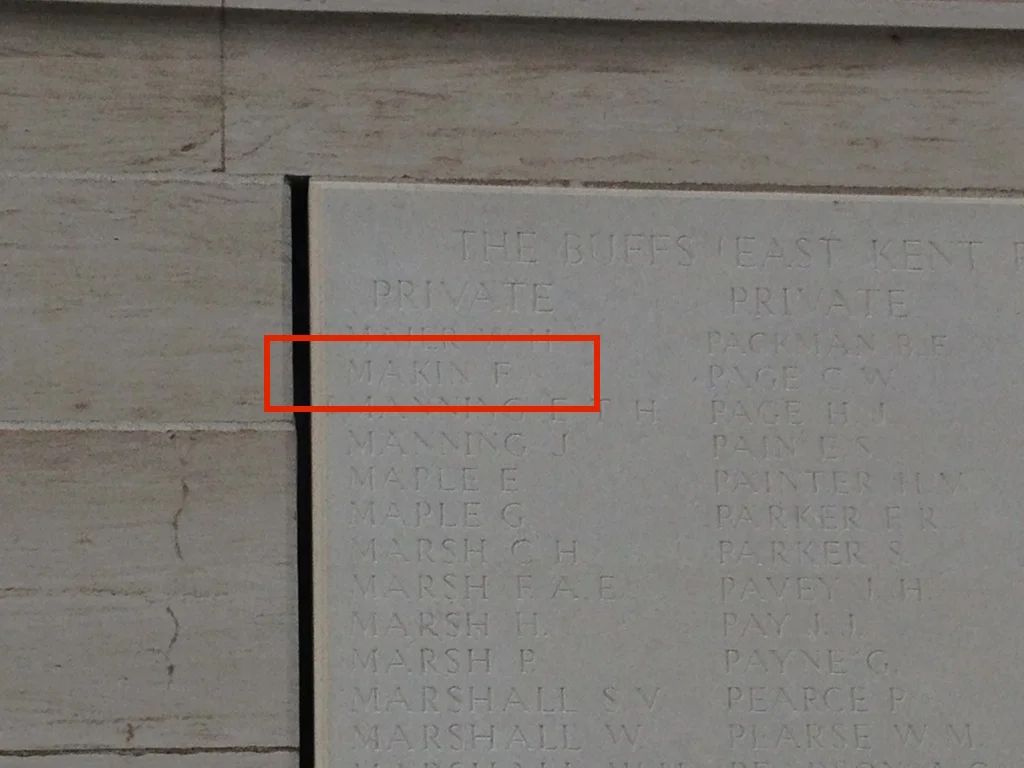 THE BUFFS (EAST KENT
PRIVATE
MAIER W. H.
MAKIN F.
MANNING E. T. H.
MANNING J.
MAPLE E.
MAPLE G.
MARSH C. H.
MARSH F. A. E.
MARSH H.
MARSH P.
MARSHALL S. V.
MARSHALL W.
PRIVATE
PACKMAN B. F.
PAGE C. W.
PAGE H. J.
PAIN E. S.
PAINTER H. M.
PARKER F. R.
PARKER S.
PAVEY J. H.
PAY J. J.
PAYNE G.
PEARCE P.
PEARSE W. M.